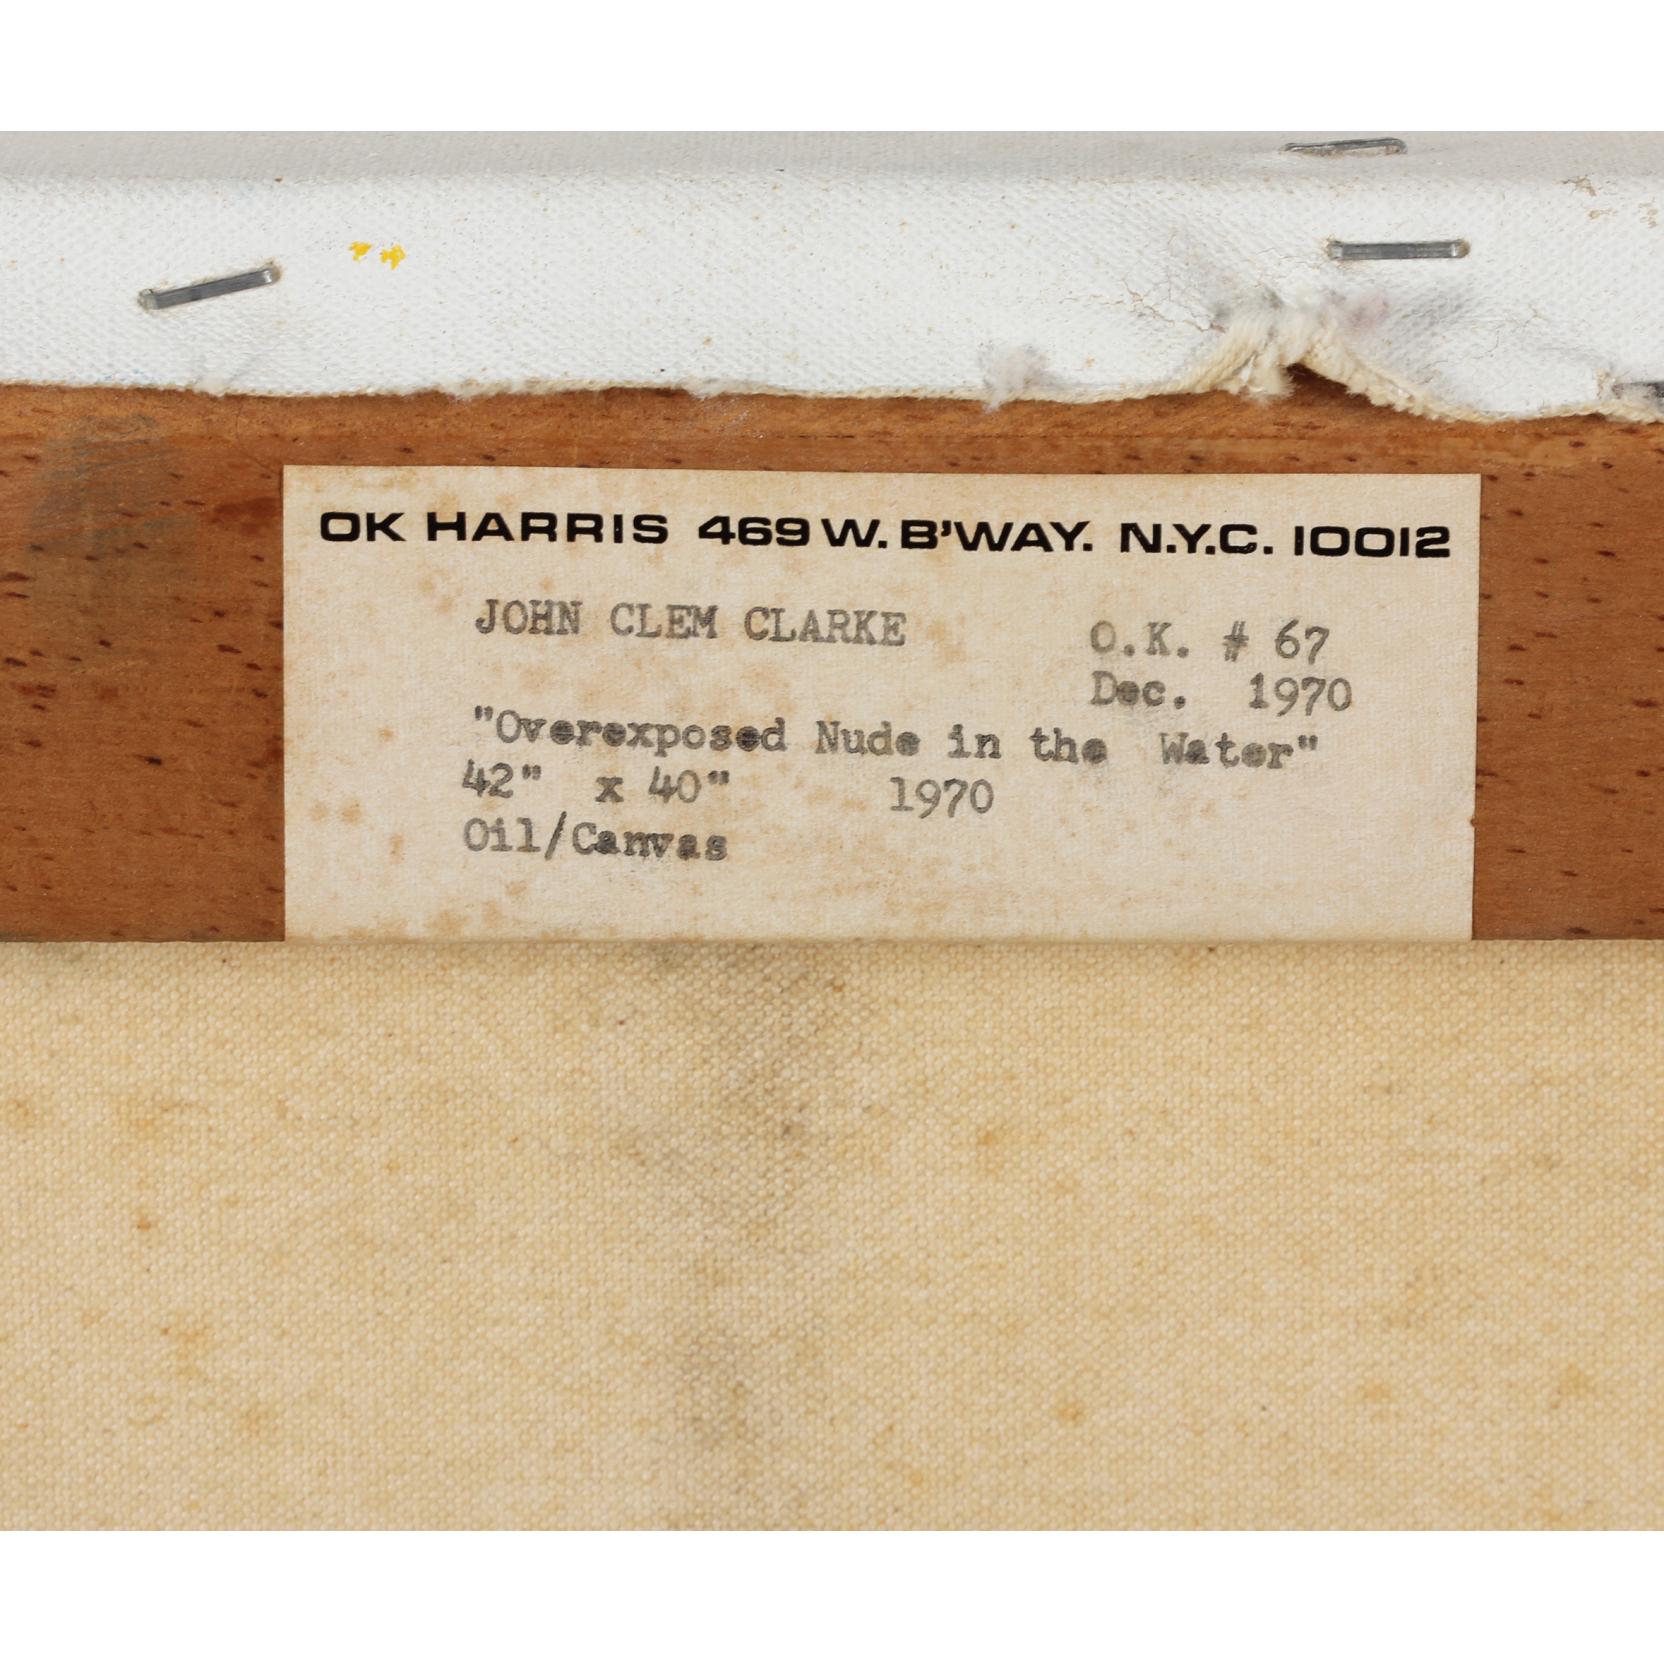 OK HARRIS 469 W. B'WAY. N.Y.C. 10012
JOHN CLEM CLARKE O.K. # 67
Dec. 1970
"Overexposed Nude in the Water"
42" x 40" 1970
Oil/Canvas